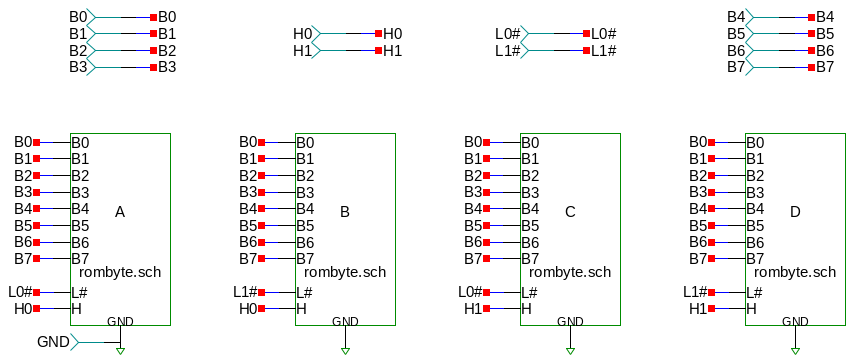 B0 B0 B4 B4
B1 B1 H0 H0 L0# L0# B5 B5
B2 B2 H1 H1 L1# L1# B6 B6
B3 B3 B7 B7
B0 B0 B0 B0 B0 B0 B0 B0
B1 B1 B1 B1 B1 B1 B1 B1
B2 B2 B2 B2 B2 B2 B2 B2
B3 B3 B3 B3 B3 B3 B3 B3
B4 B4 A B4 B4 B B4 B4 C B4 B4 D
B5 B5 B5 B5 B5 B5 B5 B5
B6 B6 B6 B6 B6 B6 B6 B6
B7 B7 B7 B7 B7 B7 B7 B7
rombyte.sch rombyte.sch rombyte.sch rombyte.sch
L0# L# L1# L# L0# L# L1# L#
H0 H H0 H H1 H H1 H
GND GND GND GND
GND